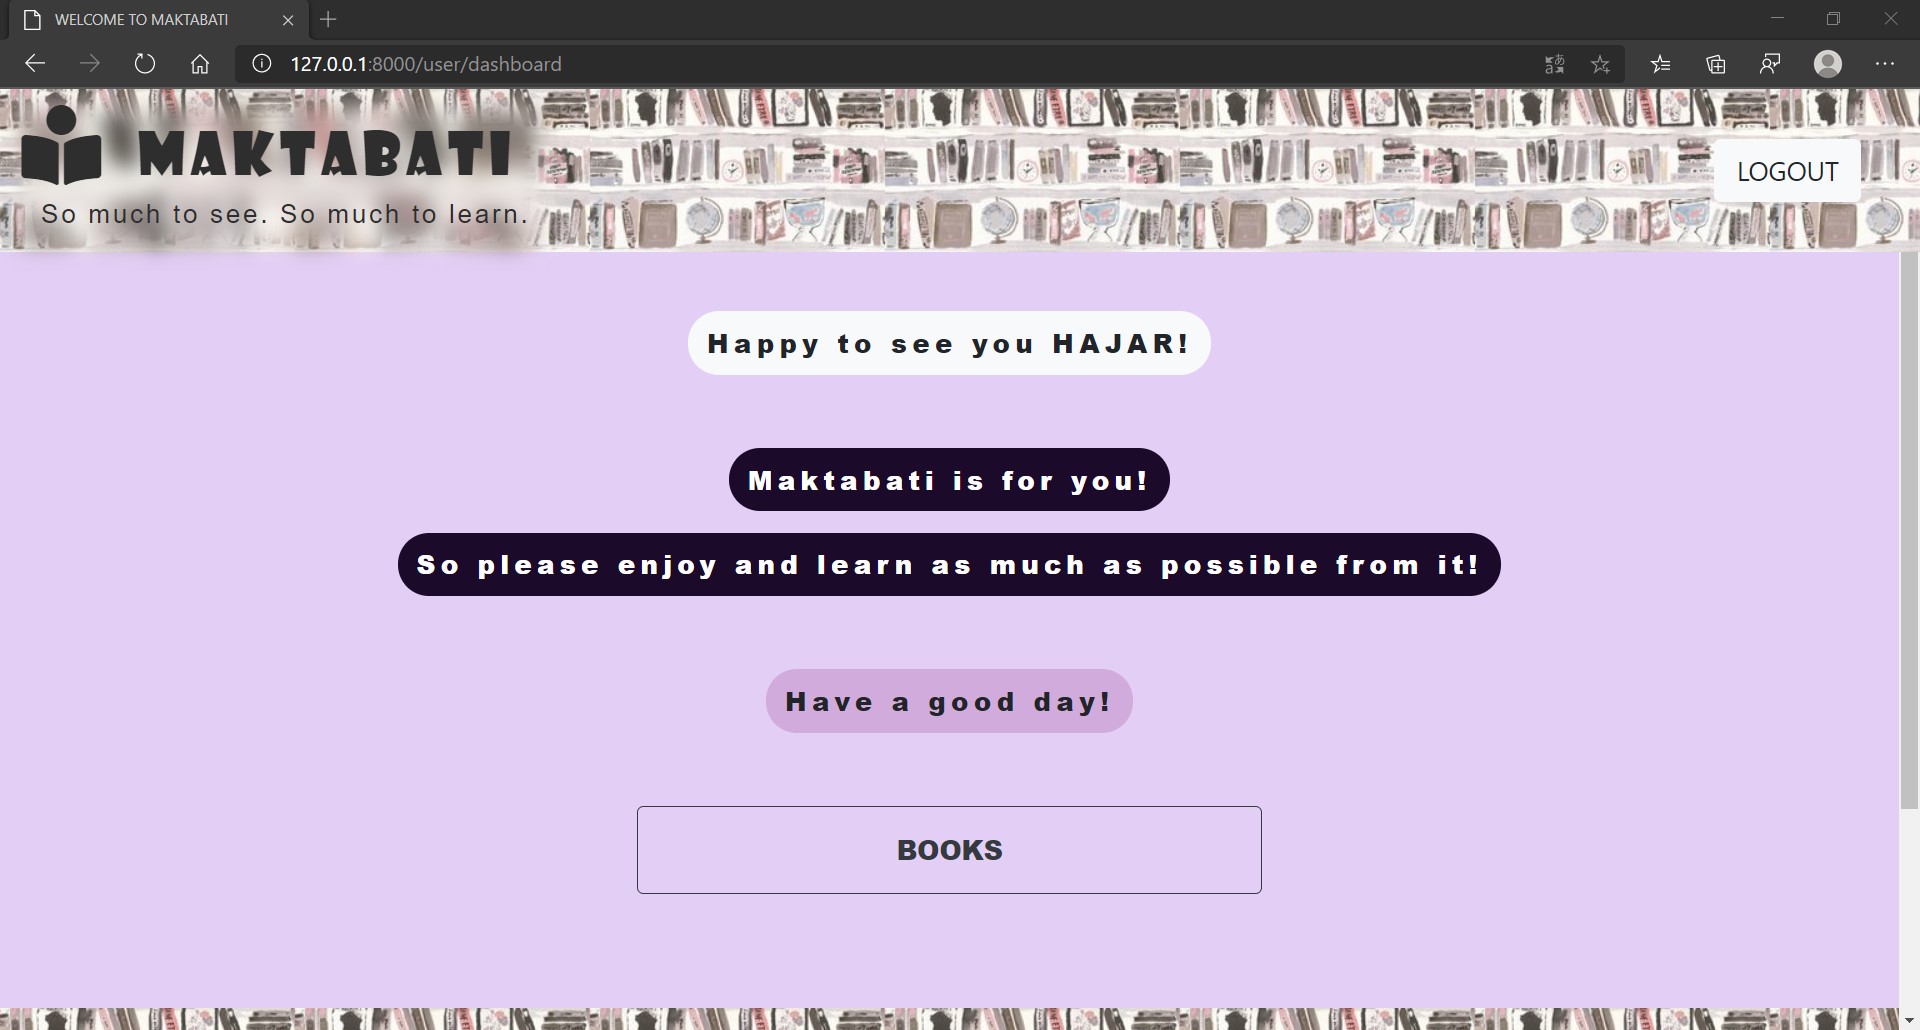 WELCOME TO MAKTABATI
127.0.0.1:8000/user/dashboard
MAKTABATI
So much to see. So much to learn.
LOGOUT
Happy to see you HAJAR!
Maktabati is for you!
So please enjoy and learn as much as possible from it!
Have a good day!
BOOKS